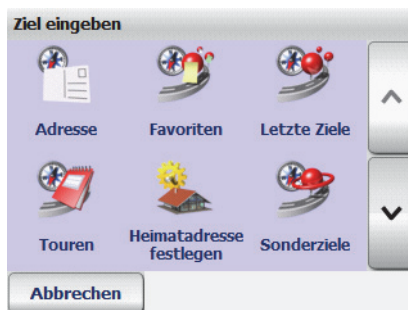 Ziel eingeben
Adresse
Favoriten
Letzte Ziele
Touren
Heimatadresse
festlegen
Sonderziele
Abbrechen